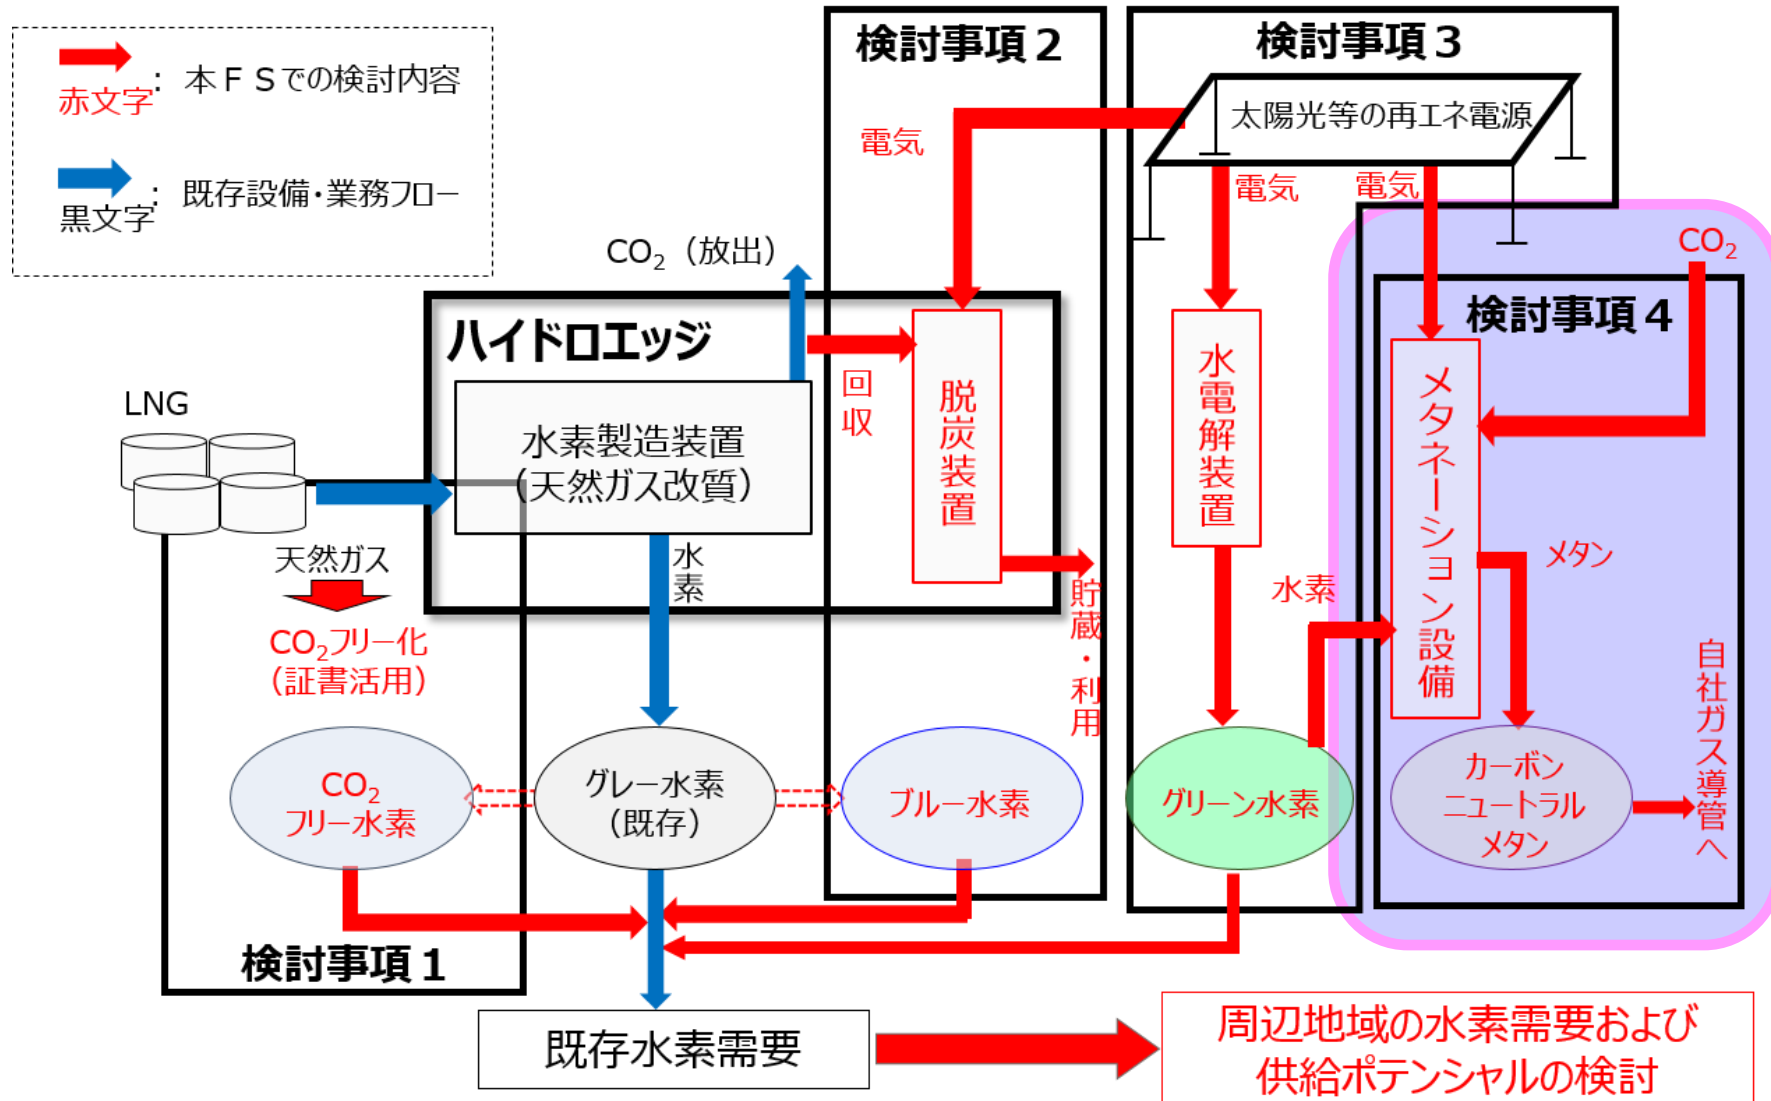 赤文字
： 本ＦＳでの検討内容
黒文字
： 既存設備・業務フロー
検討事項２
検討事項３
太陽光等の再エネ電源
電気
電気
電気
CO₂
CO₂（放出）
ハイドロエッジ
検討事項４
LNG
水素製造装置
（天然ガス改質）
回収
脱炭装置
水電解装置
メタネーション設備
天然ガス
水素
CO₂フリー化
（証書活用）
貯蔵・利用
水素
メタン
自社ガス導管へ
CO₂
フリー水素
グレー水素
（既存）
ブルー水素
グリーン水素
カーボン
ニュートラル
メタン
検討事項１
既存水素需要
周辺地域の水素需要および
供給ポテンシャルの検討